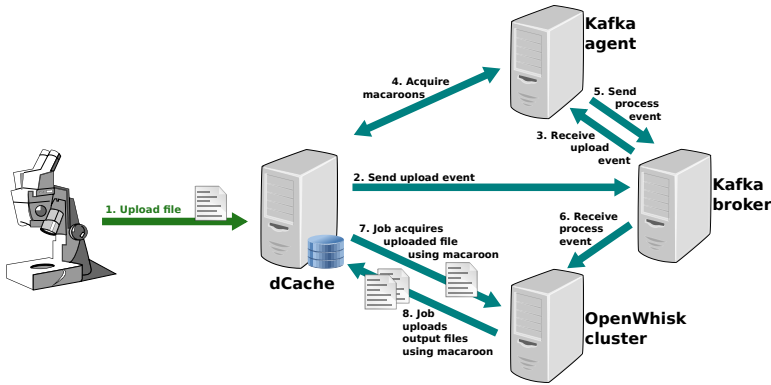 Kafka
agent
4. Acquire
macaroons
5. Send
process
event
3. Receive
upload
event
1. Upload file
2. Send upload event
Kafka
broker
6. Receive
process
event
7. Job acquires
uploaded file
using macaroon
dCache
8. Job
uploads
output files
using macaroon
OpenWhisk
cluster